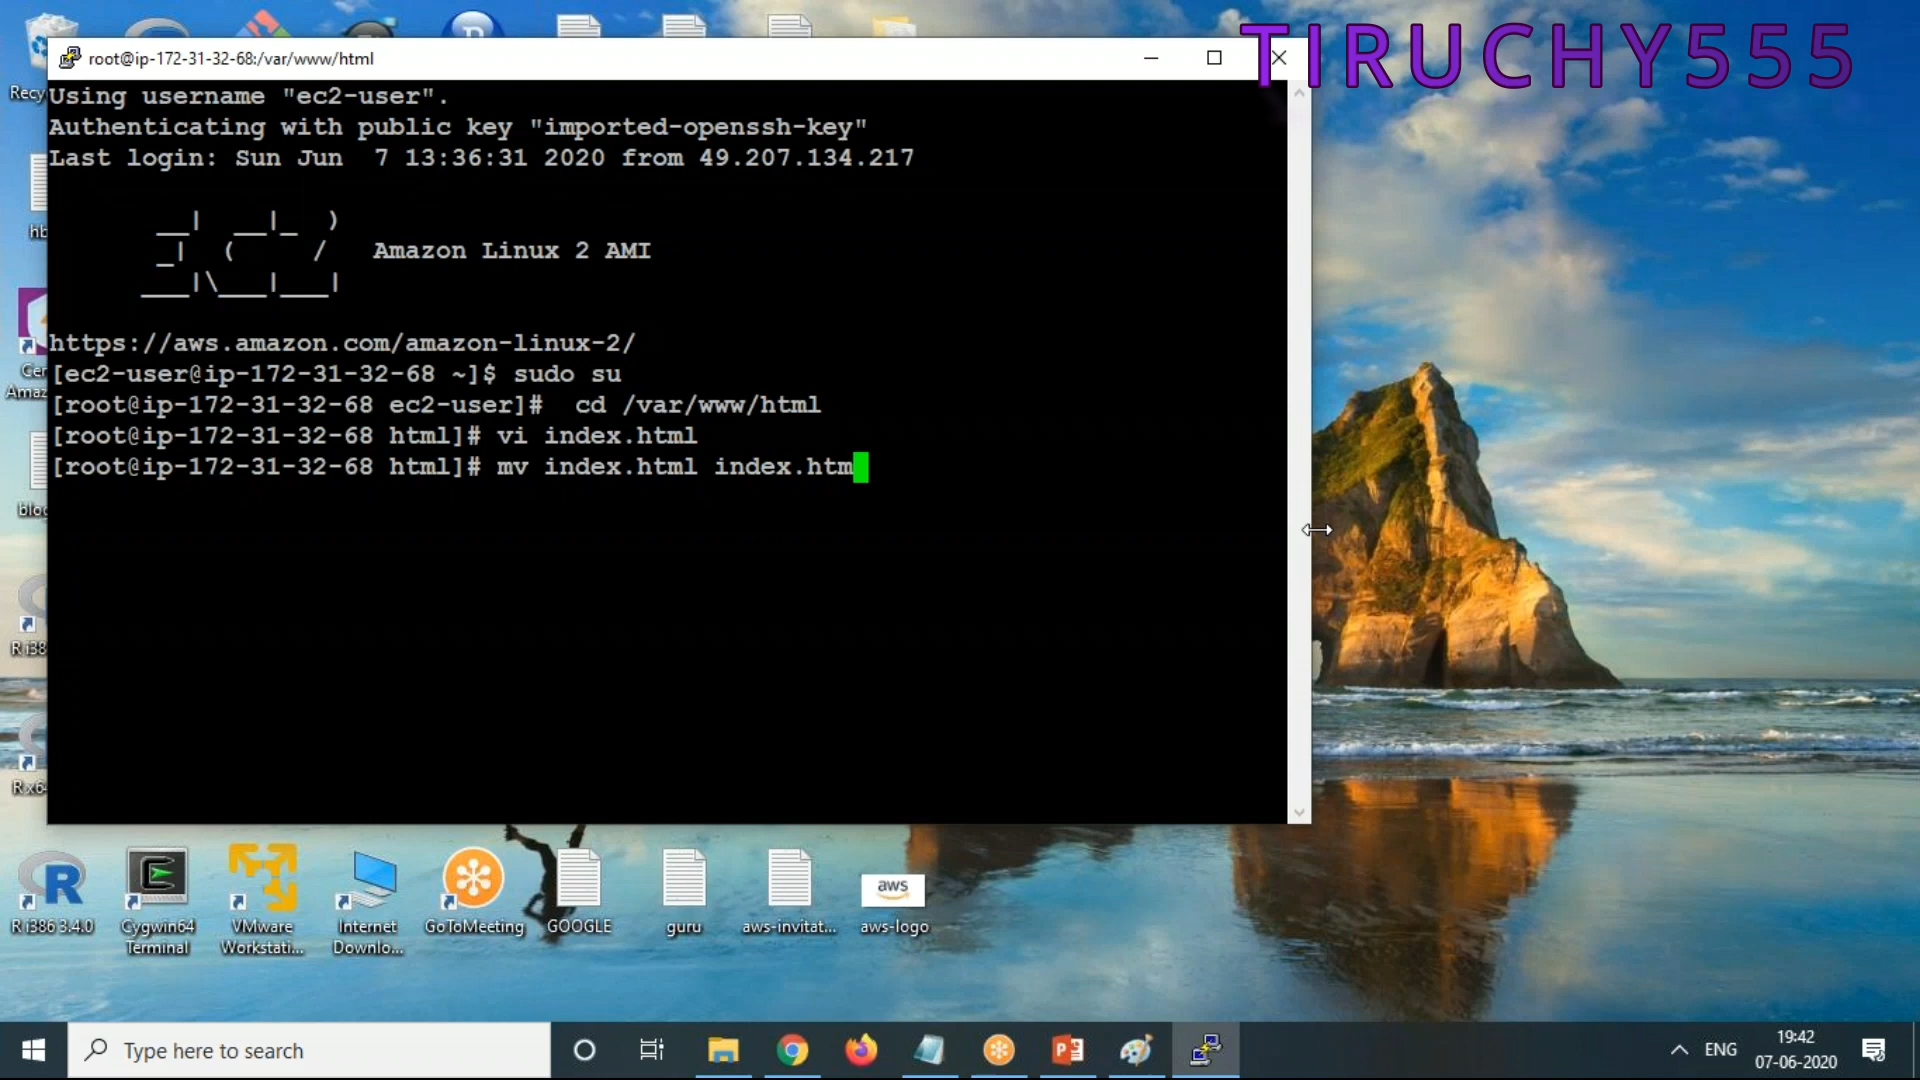 TIRUCHY555
root@ip-172-31-32-68:/var/www/html
Using username "ec2-user".
Authenticating with public key "imported-openssh-key"
Last login: Sun Jun  7 13:36:31 2020 from 49.207.134.217
Amazon Linux 2 AMI
https://aws.amazon.com/amazon-linux-2/
[ec2-user@ip-172-31-32-68 ~]$ sudo su
[root@ip-172-31-32-68 ec2-user]#  cd /var/www/html
[root@ip-172-31-32-68 html]# vi index.html
[root@ip-172-31-32-68 html]# mv index.html index.htm
R i386 3.4.0
Cygwin64 Terminal
VMware Workstati...
Internet Downlo...
GoToMeeting
GOOGLE
guru
aws-invitat...
aws
aws-logo
Type here to search
ENG
19:42
07-06-2020